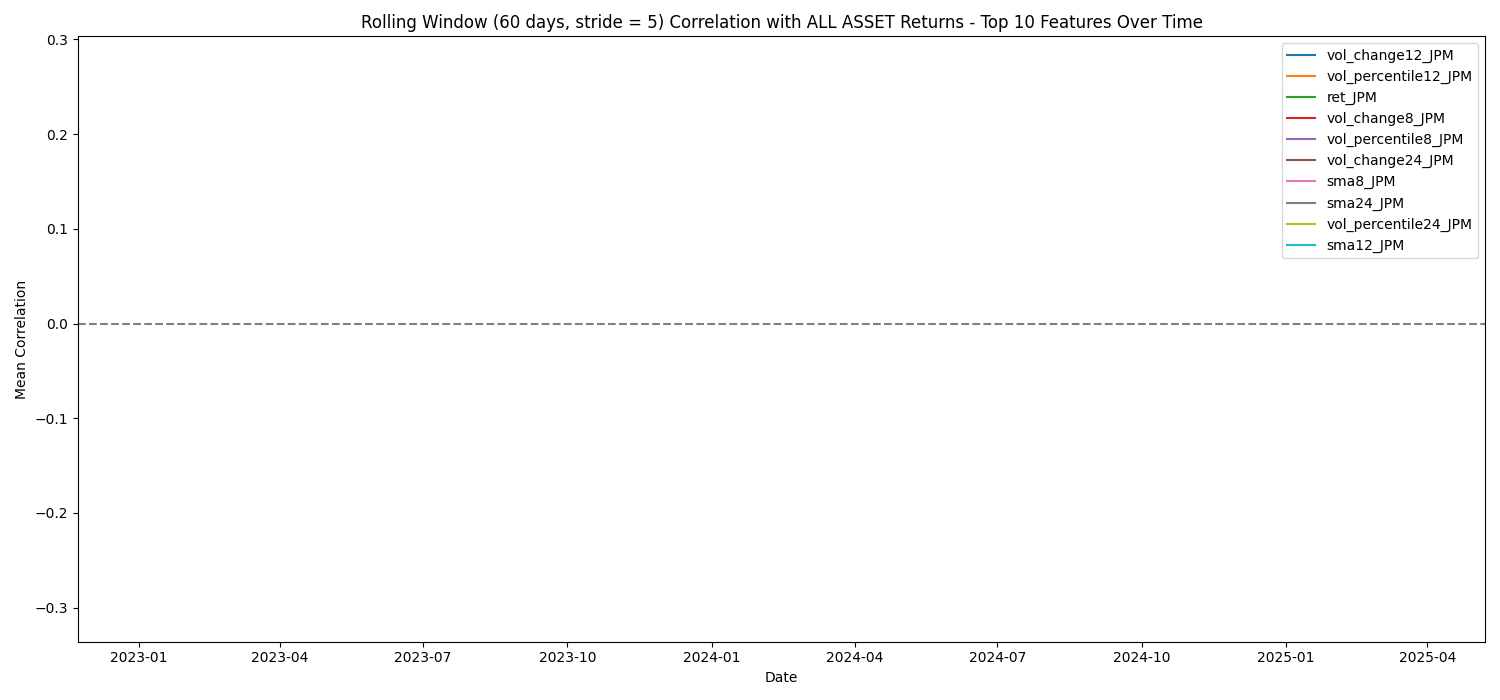 Rolling Window (60 days, stride = 5) Correlation with ALL ASSET Returns - Top 10 Features Over Time
Mean Correlation
0.3
0.2
0.1
0.0
−0.1
−0.2
−0.3
vol_change12_JPM
vol_percentile12_JPM
ret_JPM
vol_change8_JPM
vol_percentile8_JPM
vol_change24_JPM
sma8_JPM
sma24_JPM
vol_percentile24_JPM
sma12_JPM
2023-01 2023-04 2023-07 2023-10 2024-01 2024-04 2024-07 2024-10 2025-01 2025-04
Date